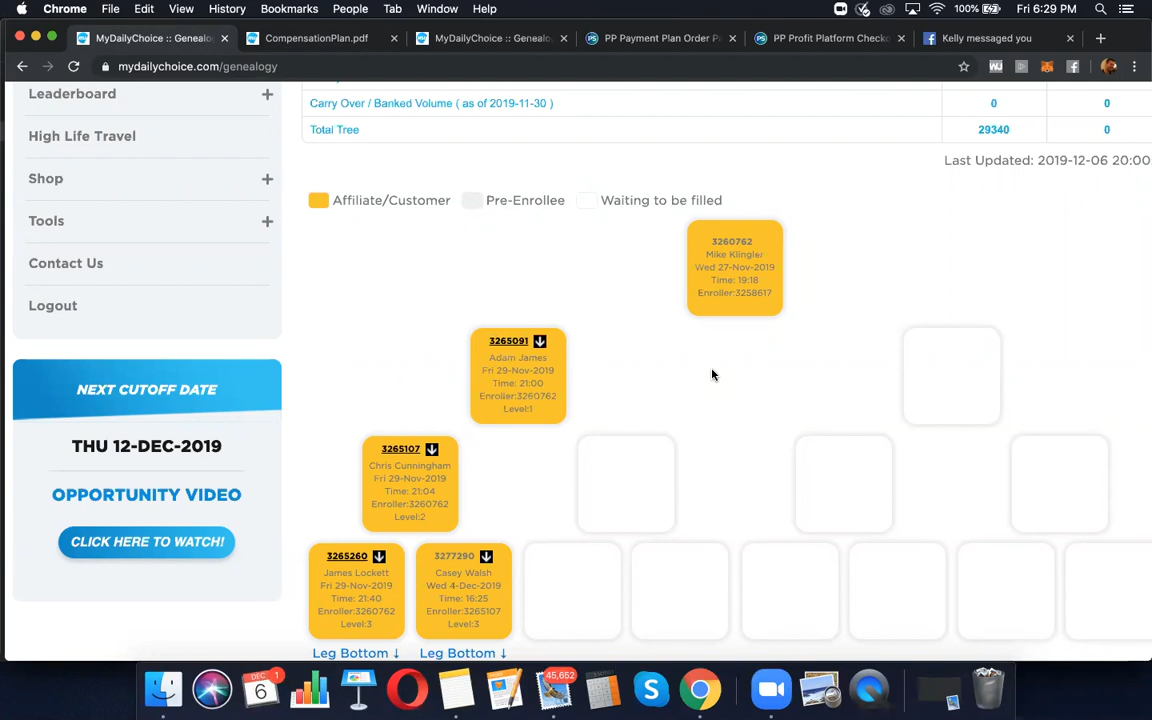 Chrome File Edit View History Bookmarks People Tab Window Help 100% Fri 6:29 PM
MyDailyChoice :: Genealo × CompensationPlan.pdf × MyDailyChoice :: Genealo × PP Payment Plan Order Pa × PP Profit Platform Checko × Kelly messaged you × +
mydailychoice.com/genealogy
Leaderboard +
High Life Travel
Shop +
Tools +
Contact Us
Logout
NEXT CUTOFF DATE
THU 12-DEC-2019
OPPORTUNITY VIDEO
CLICK HERE TO WATCH!
Carry Over / Banked Volume ( as of 2019-11-30 ) 0 0
Total Tree 29340 0
Last Updated: 2019-12-06 20:00
Affiliate/Customer Pre-Enrollee Waiting to be filled
3260762
Mike Klingler
Wed 27-Nov-2019
Time: 19:18
Enroller:3258617
3265091
Adam James
Fri 29-Nov-2019
Time: 21:00
Enroller:3260762
Level:1
3265107
Chris Cunningham
Fri 29-Nov-2019
Time: 21:04
Enroller:3260762
Level:2
3265260
James Lockett
Fri 29-Nov-2019
Time: 21:40
Enroller:3260762
Level:3
Leg Bottom ↓
3277290
Casey Walsh
Wed 4-Dec-2019
Time: 16:25
Enroller:3265107
Level:3
Leg Bottom ↓
DEC 1
6
45,652